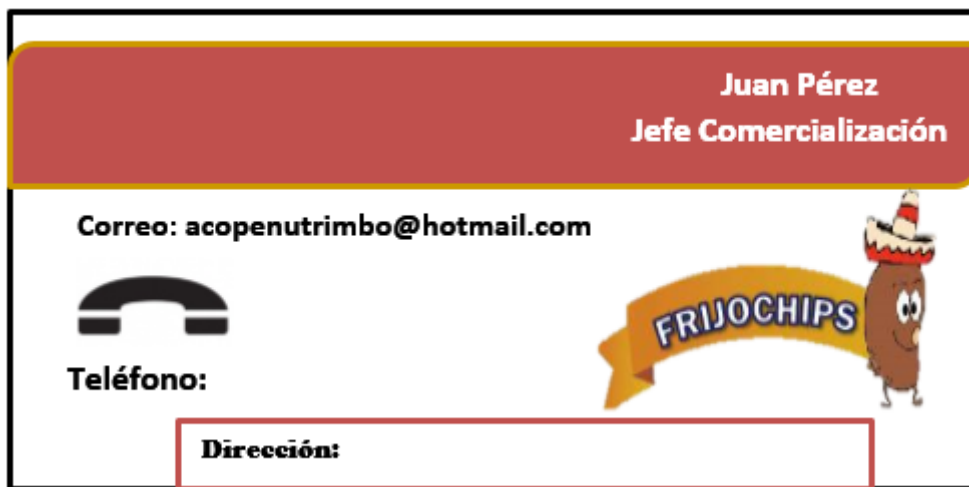 Juan Pérez
Jefe Comercialización
Correo: acopenutrimbo@hotmail.com
FRIJOCHIPS
Teléfono:
Dirección: